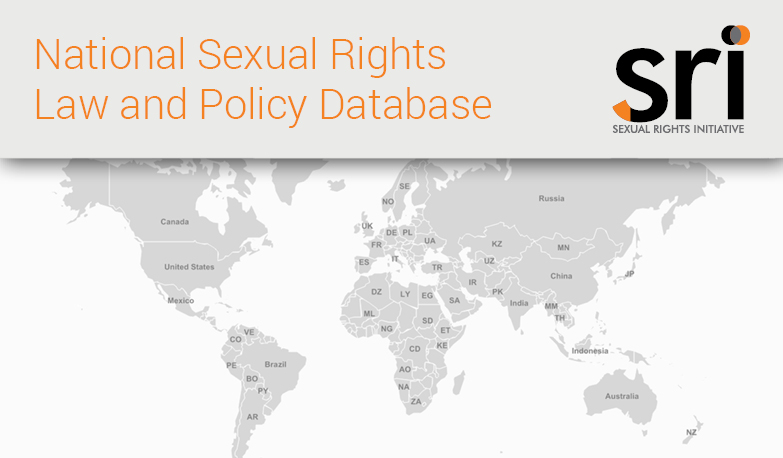 National Sexual Rights
Law and Policy Database
sri
SEXUAL RIGHTS INITIATIVE
SE
Russia
NO
Canada
UK
DE
PL
UA
FR
KZ
MN
IT
ES
UZ
United States
TR
China
JP
IR
DZ
LY
EG
PK
SA
Mexico
India
MM
ML
SD
TH
NG
ET
VE
CO
KE
CD
Indonesia
PE
Brazil
AO
BO
NA
PY
ZA
Australia
AR
NZ